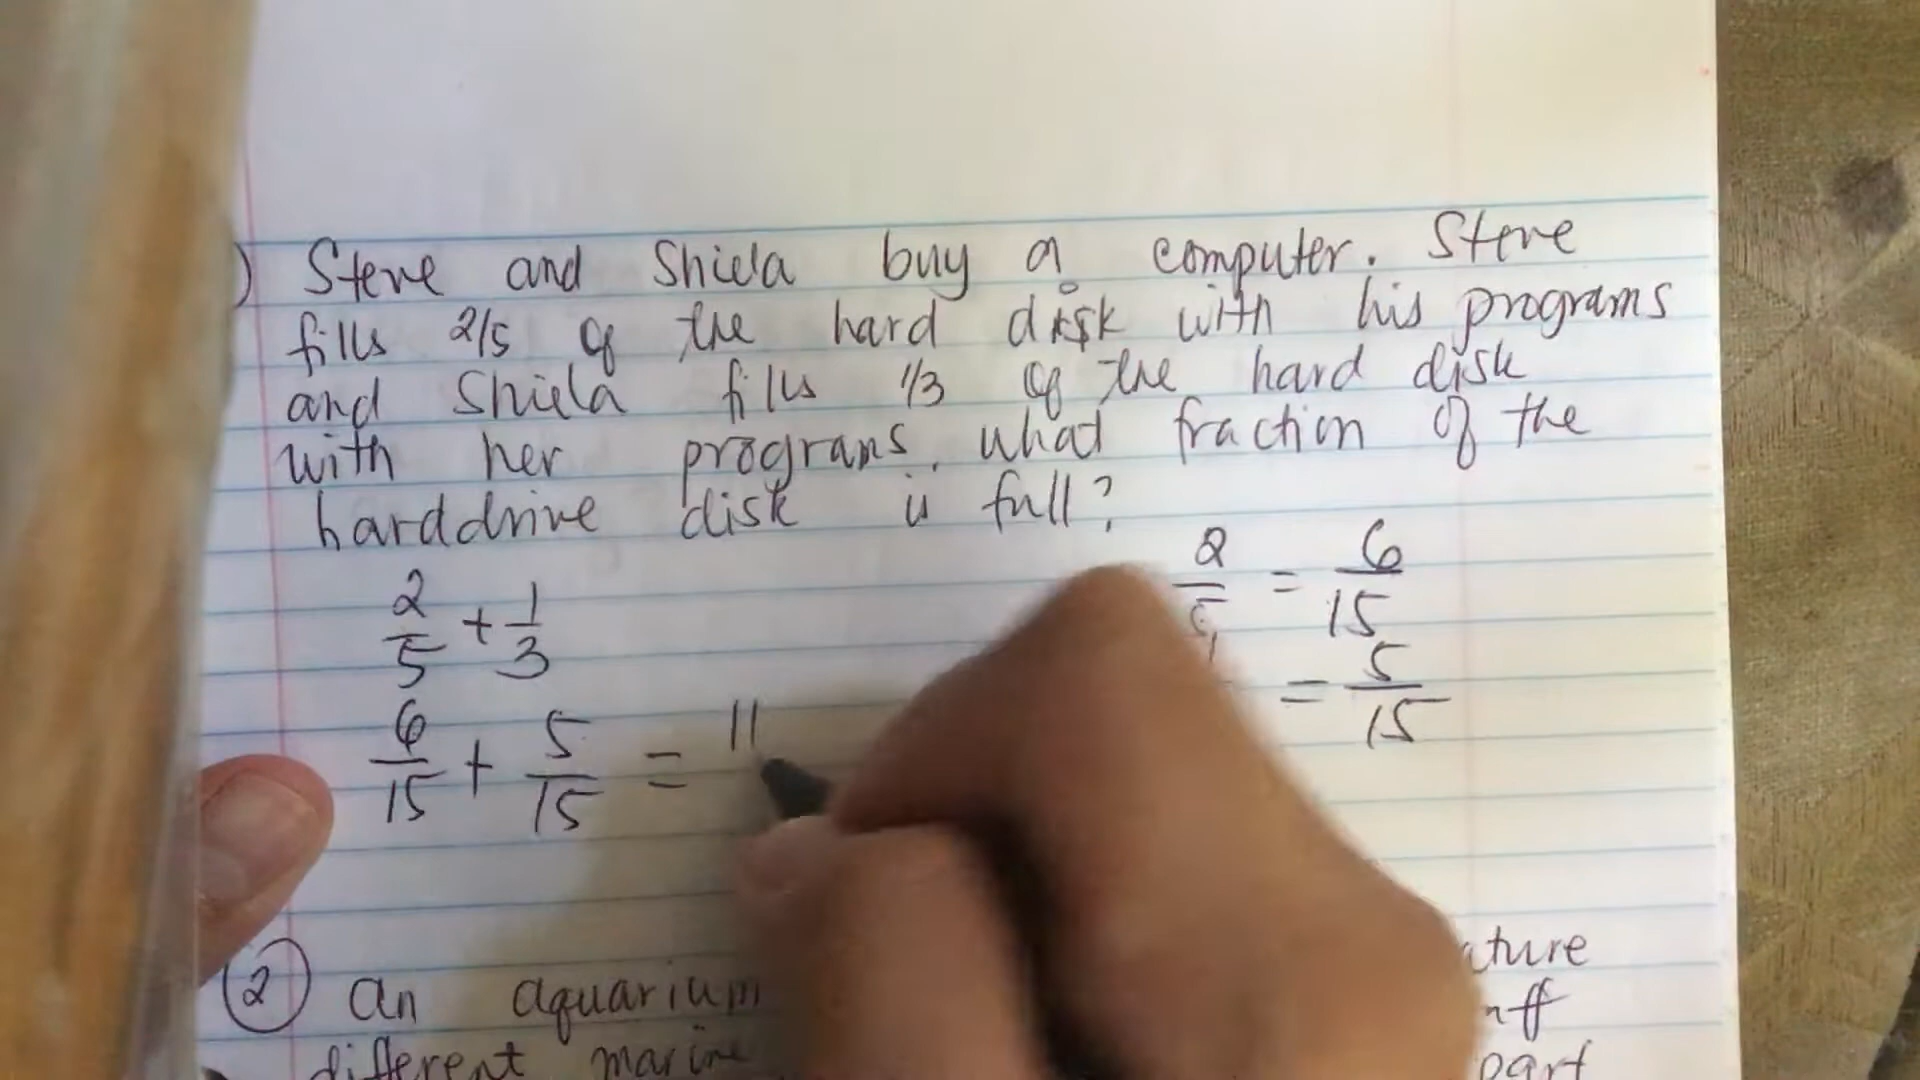 ) Steve and Shiela buy a computer. Steve
fills 2/5 of the hard disk with his programs
and Shiela fills 1/3 of the hard disk
with her programs. what fraction of the
harddrive disk is full?
2/5 + 1/3
2/5 = 6/15
= 5/15
6/15 + 5/15 = 11
② an aquarium
different marine
part